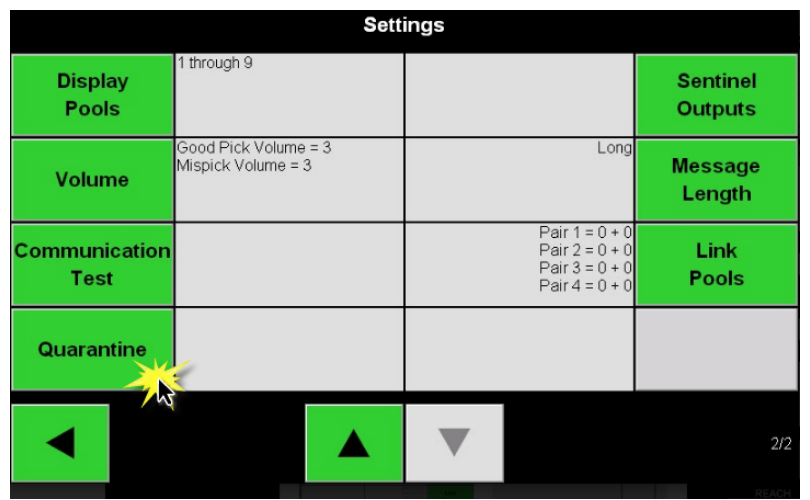 Settings
Display
Pools
1 through 9
Sentinel
Outputs
Volume
Good Pick Volume = 3
Mispick Volume = 3
Long
Message
Length
Communication
Test
Pair 1 = 0 + 0
Pair 2 = 0 + 0
Pair 3 = 0 + 0
Pair 4 = 0 + 0
Link
Pools
Quarantine
2/2
REACH